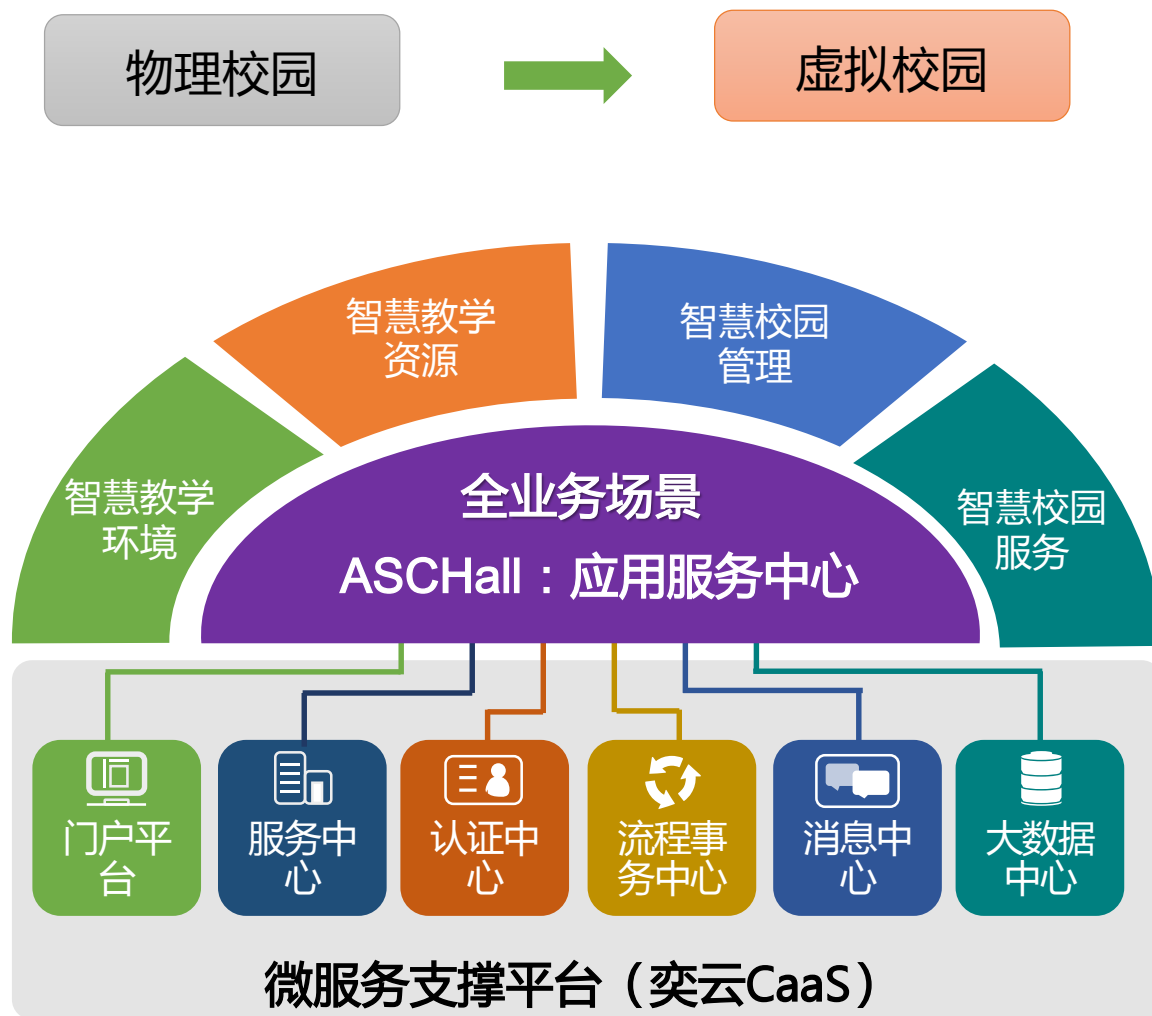 物理校园
虚拟校园
智慧教学
资源
智慧校园
管理
智慧教学
环境
智慧校园
服务
全业务场景
ASCHall：应用服务中心
门户平
台
服务中
心
认证中
心
流程事
务中心
消息中
心
大数据
中心
微服务支撑平台（奕云CaaS）